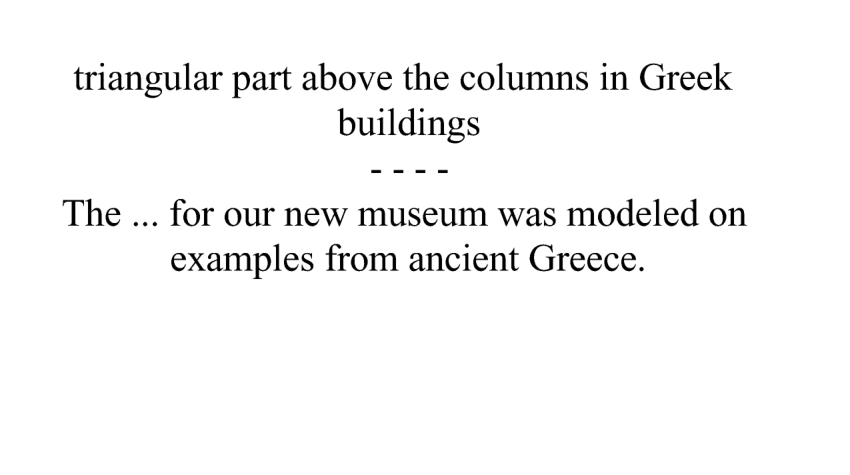 triangular part above the columns in Greek
buildings
- - - -
The ... for our new museum was modeled on
examples from ancient Greece.